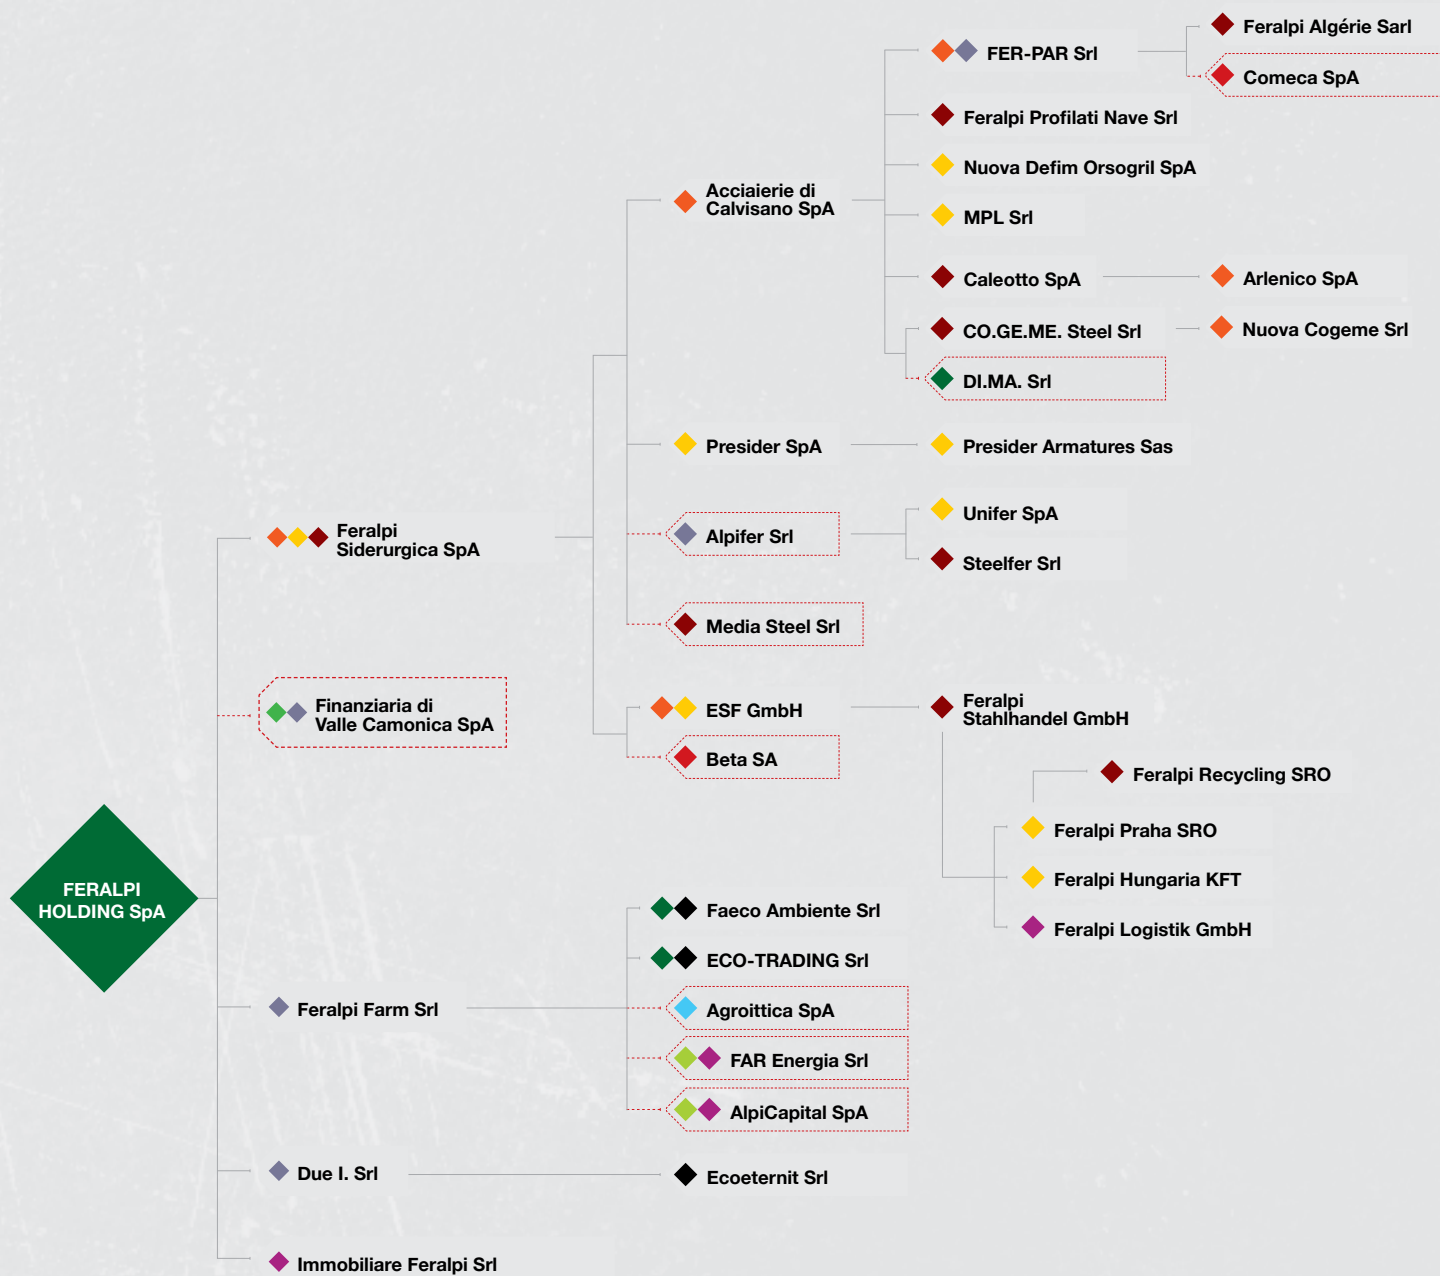 Feralpi Algérie Sarl
FER-PAR Srl
Comeca SpA
Feralpi Profilati Nave Srl
Nuova Defim Orsogril SpA
Acciaierie di
Calvisano SpA
MPL Srl
Caleotto SpA
Arlenico SpA
CO.GE.ME. Steel Srl
Nuova Cogeme Srl
DI.MA. Srl
Presider SpA
Presider Armatures Sas
Unifer SpA
Feralpi
Siderurgica SpA
Alpifer Srl
Steelfer Srl
Media Steel Srl
Finanziaria di
Valle Camonica SpA
ESF GmbH
Feralpi
Stahlhandel GmbH
Beta SA
Feralpi Recycling SRO
Feralpi Praha SRO
Feralpi Hungaria KFT
FERALPI
HOLDING SpA
Faeco Ambiente Srl
Feralpi Logistik GmbH
ECO-TRADING Srl
Feralpi Farm Srl
Agroittica SpA
FAR Energia Srl
AlpiCapital SpA
Due I. Srl
Ecoeternit Srl
Immobiliare Feralpi Srl